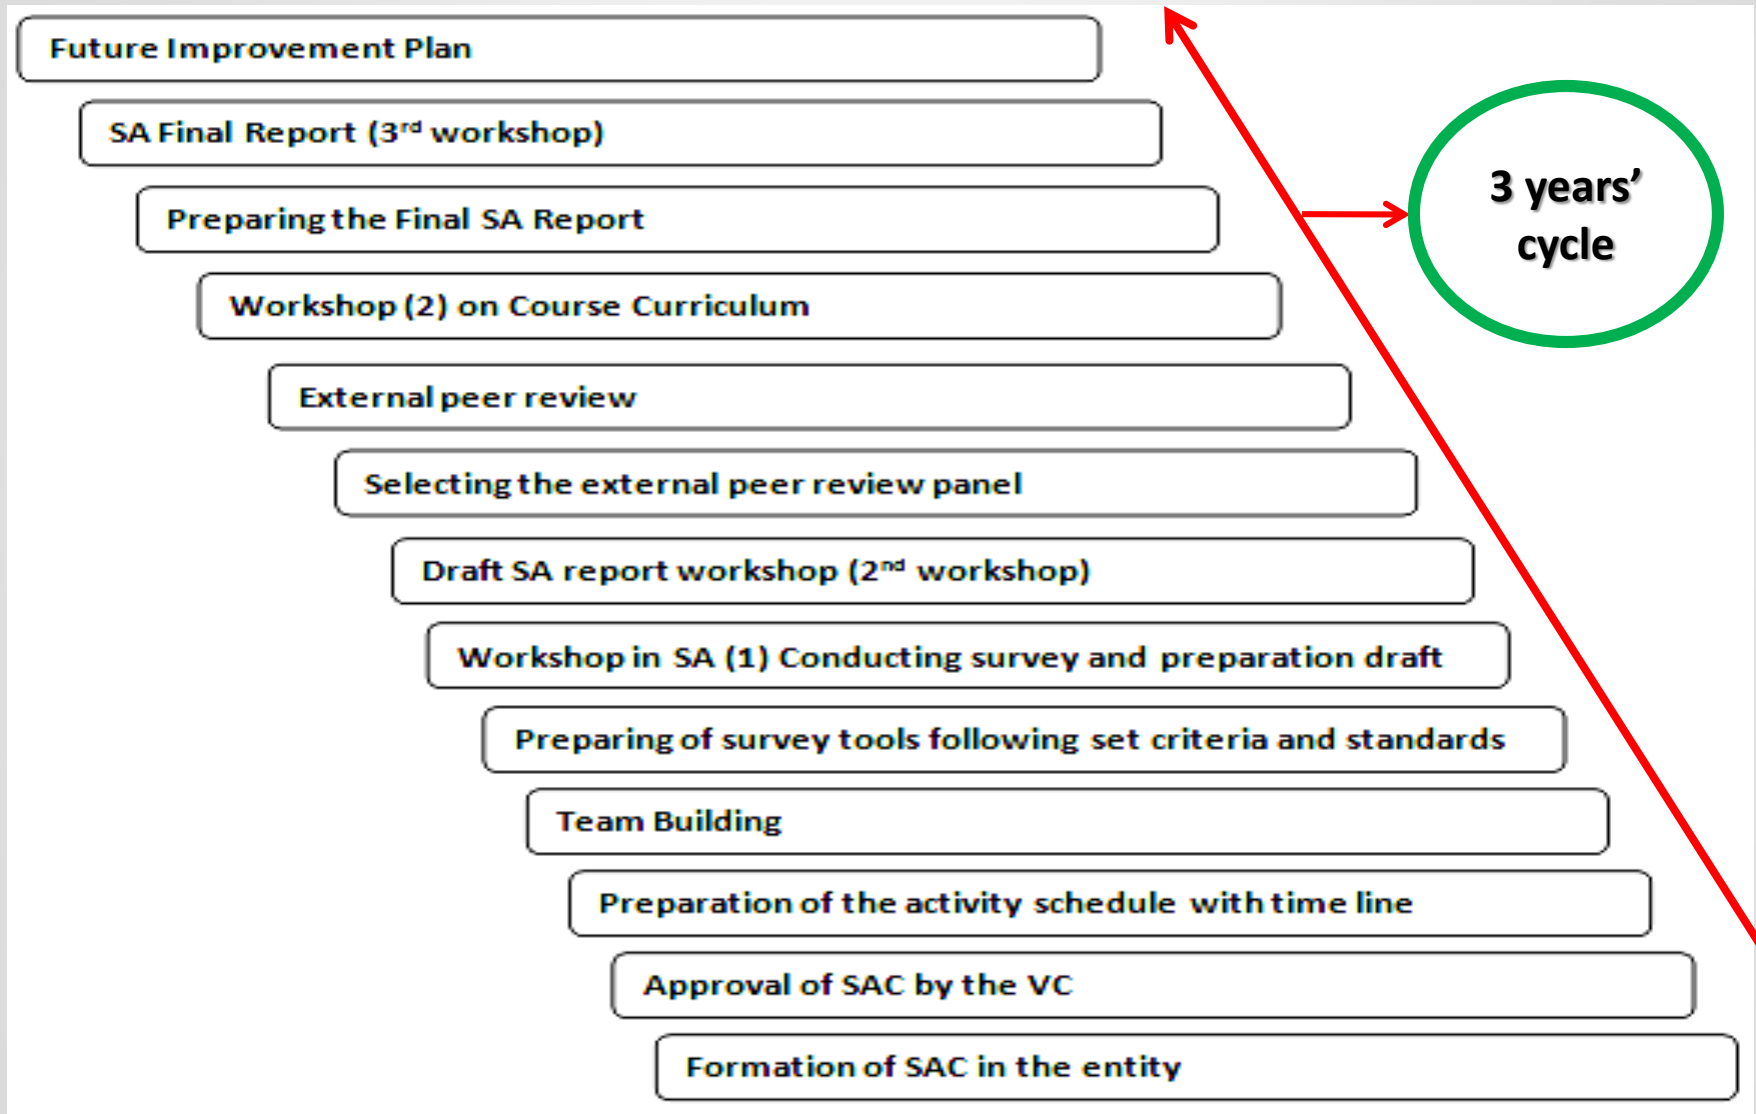 Future Improvement Plan
SA Final Report (3rd workshop)
Preparing the Final SA Report
Workshop (2) on Course Curriculum
External peer review
Selecting the external peer review panel
Draft SA report workshop (2nd workshop)
Workshop in SA (1) Conducting survey and preparation draft
Preparing of survey tools following set criteria and standards
Team Building
Preparation of the activity schedule with time line
Approval of SAC by the VC
Formation of SAC in the entity
3 years’
cycle